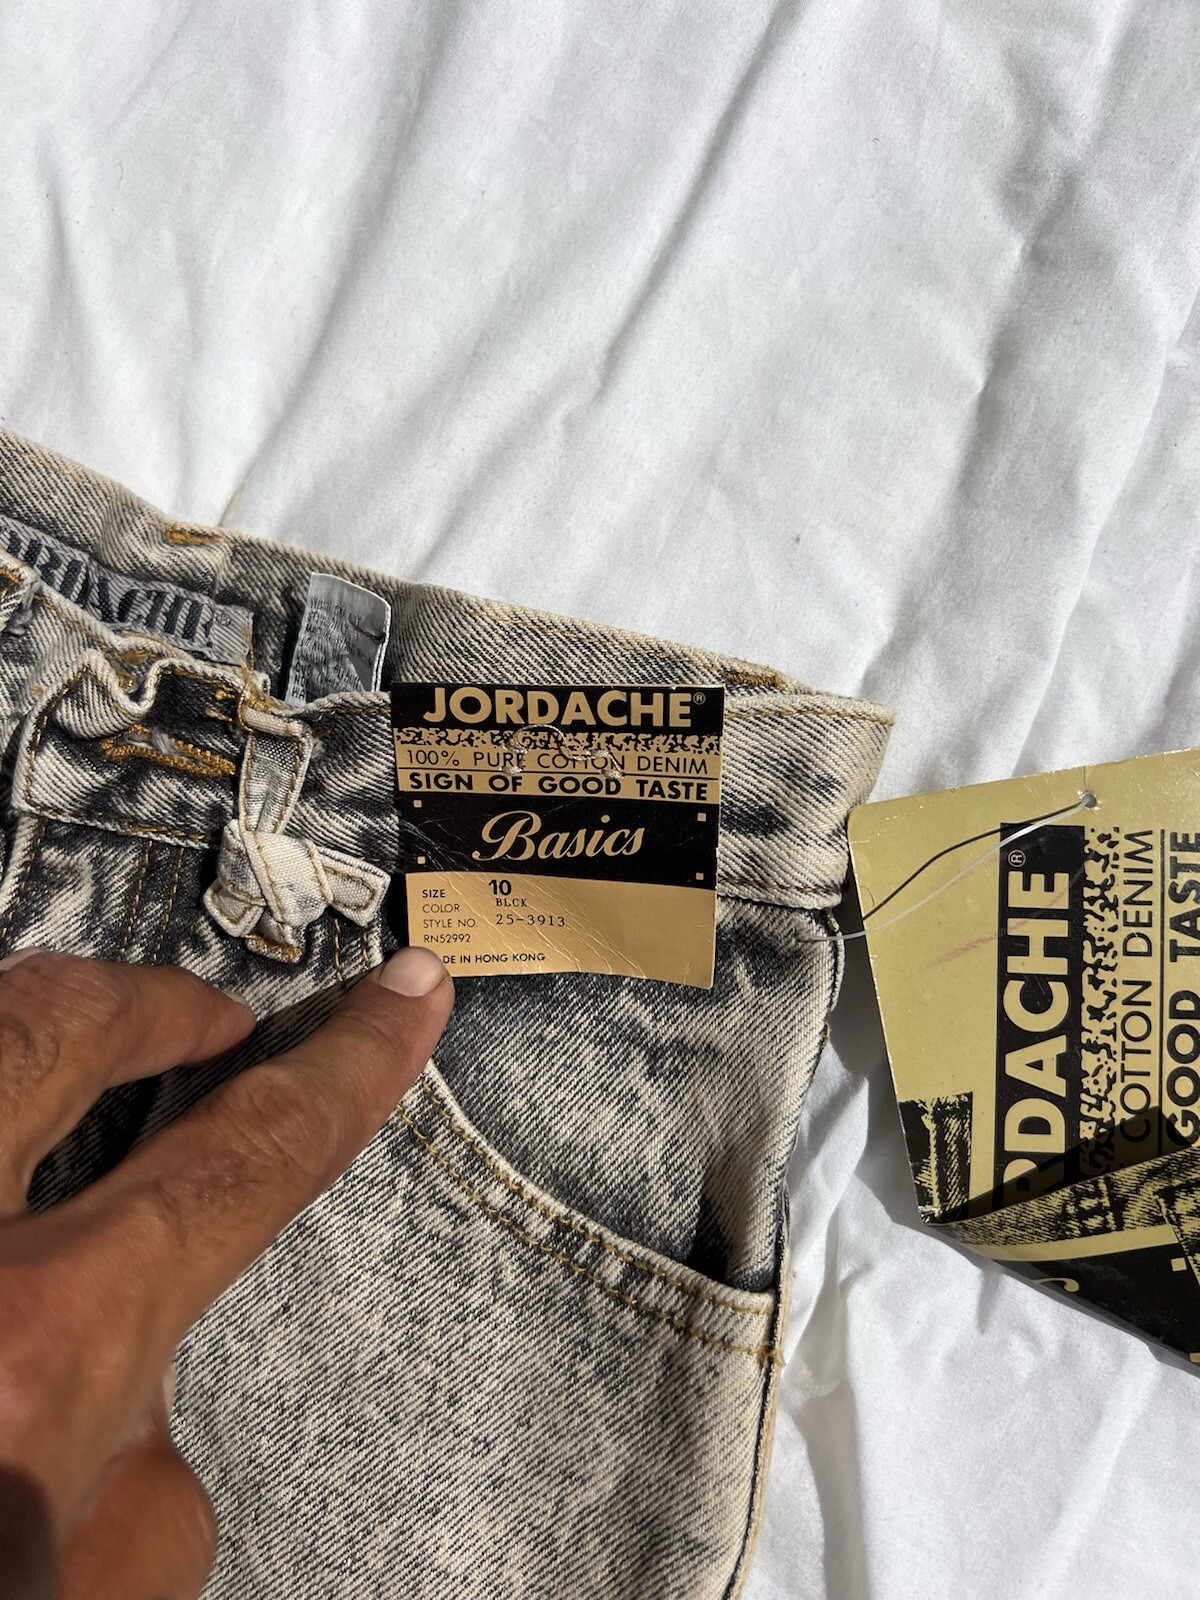 JORDACHE®
100% PURE COTTON DENIM
SIGN OF GOOD TASTE
Basics
SIZE 10
COLOR BLCK
STYLE NO. 25-3913
RN52992
DE IN HONG KONG
RDACHE®
COTTON DENIM
GOOD TASTE